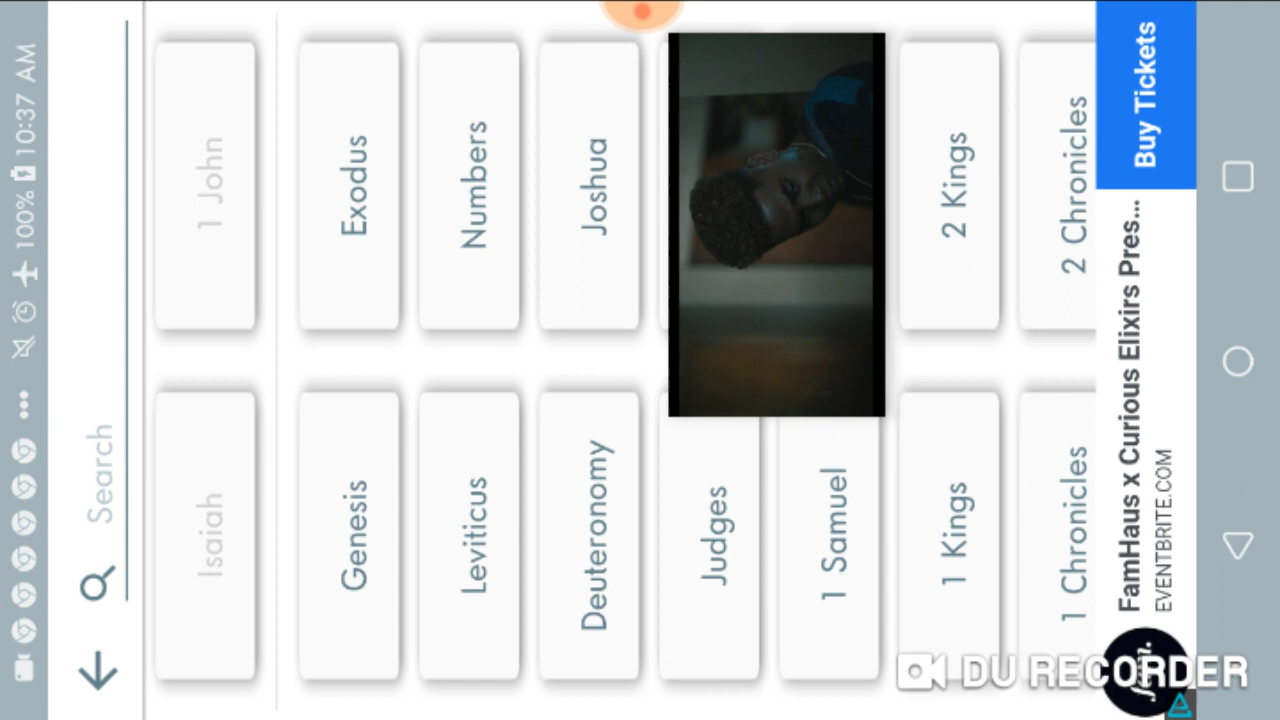 100% 10:37 AM
Search
Isaiah 1 John
Genesis Exodus
Leviticus Numbers
Deuteronomy Joshua
Judges
1 Samuel
1 Kings 2 Kings
1 Chronicles 2 Chronicles
FamHaus x Curious Elixirs Pres...
EVENTBRITE.COM
Buy Tickets
DU RECORDER